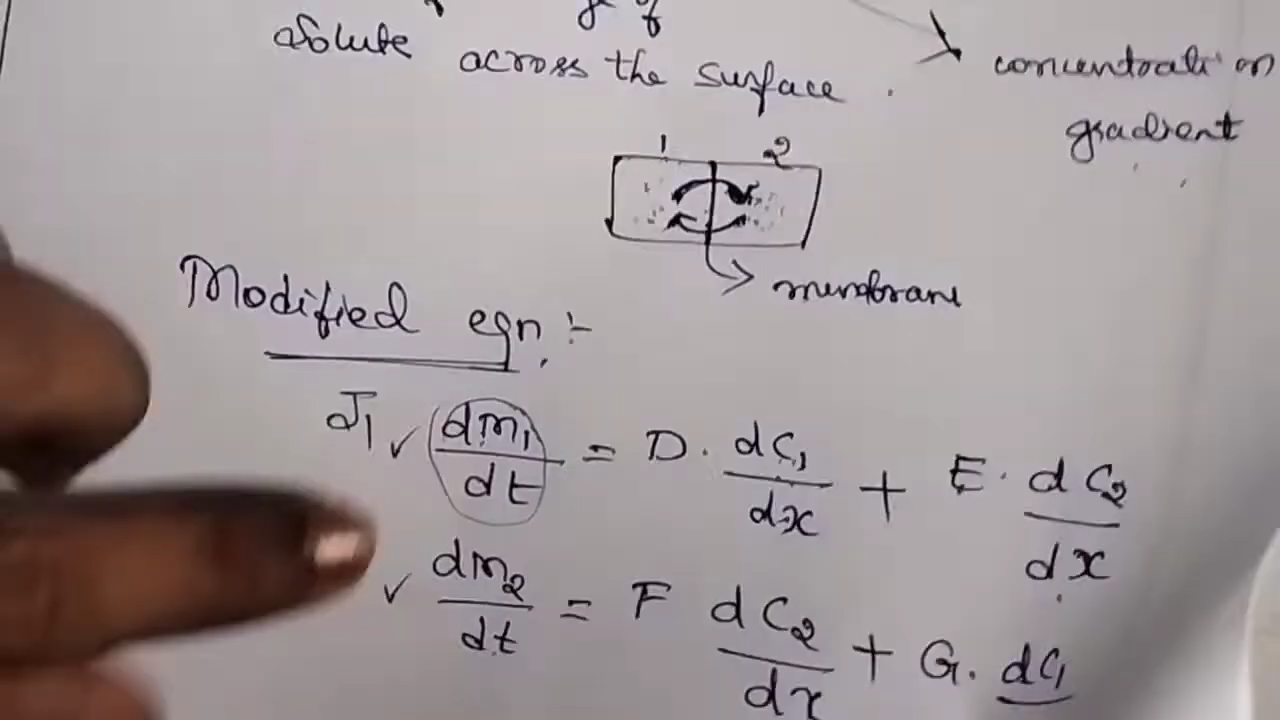 of
solute across the surface.
concentration
gradient
1 2
membrane
Modified eqn :-
J1 ✓ dm1/dt = D. dC1/dx + E. dC2/dx
✓ dm2/dt = F dC2/dx + G. dC1